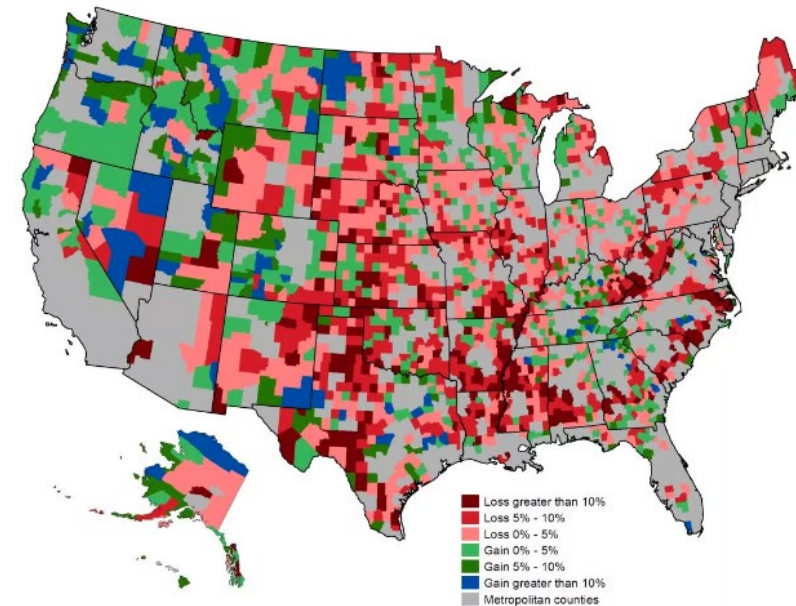 Loss greater than 10%
Loss 5% - 10%
Loss 0% - 5%
Gain 0% - 5%
Gain 5% - 10%
Gain greater than 10%
Metropolitan counties